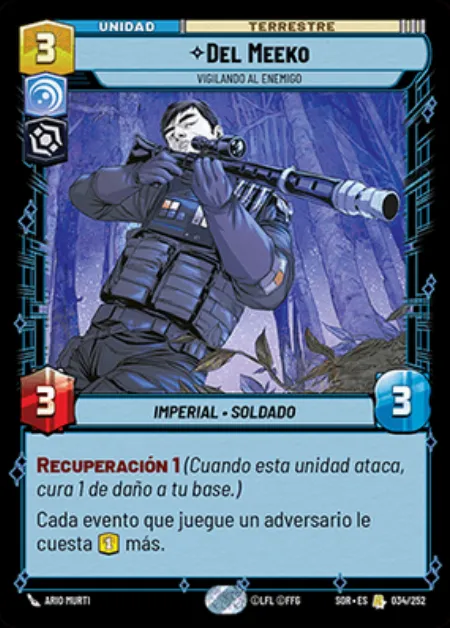 UNIDAD
TERRESTRE
3
DEL MEEKO
VIGILANDO AL ENEMIGO
3
IMPERIAL • SOLDADO
3
RECUPERACIÓN 1 (Cuando esta unidad ataca,
cura 1 de daño a tu base.)
Cada evento que juegue un adversario le
cuesta 1 más.
ARIO MURTI
©LFL ©FFG
SOR • ES
034/252